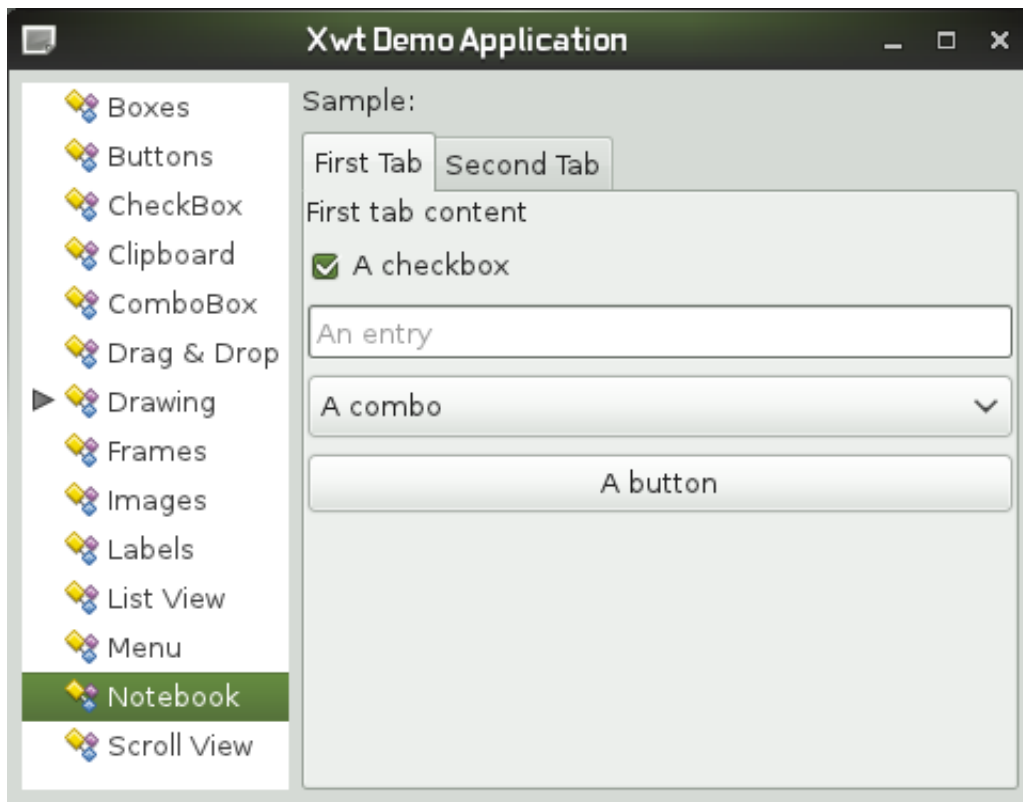 Xwt Demo Application
Boxes
Buttons
CheckBox
Clipboard
ComboBox
Drag & Drop
Drawing
Frames
Images
Labels
List View
Menu
Notebook
Scroll View
Sample:
First Tab Second Tab
First tab content
A checkbox
An entry
A combo
A button